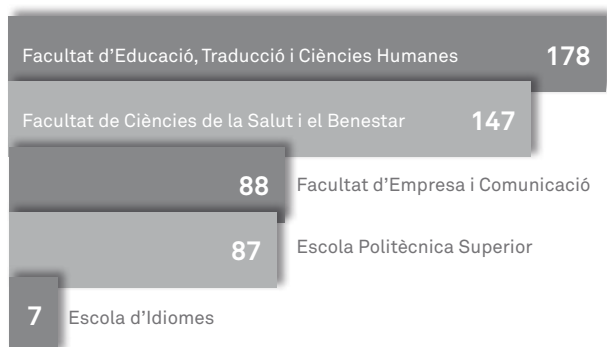 Facultat d’Educació, Traducció i Ciències Humanes 178
Facultat de Ciències de la Salut i el Benestar 147
88 Facultat d’Empresa i Comunicació
87 Escola Politècnica Superior
7 Escola d’Idiomes